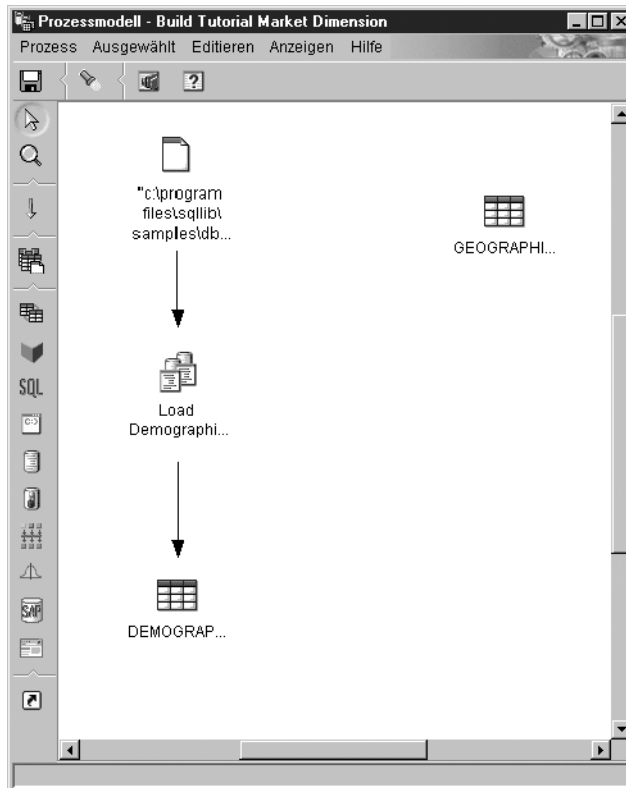 Prozessmodell - Build Tutorial Market Dimension
Prozess Ausgewählt Editieren Anzeigen Hilfe
"c:\program
files\sqllib\
samples\db...
GEOGRAPHI...
Load
Demographi...
DEMOGRAP...
SQL
C:>
SAP